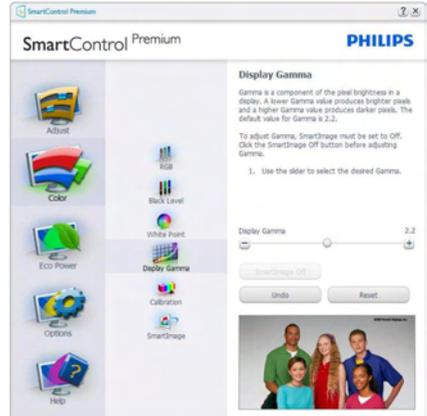 SmartControl Premium
SmartControl Premium
PHILIPS
Adjust
Color
Eco Power
Options
Help
RGB
Black Level
White Point
Display Gamma
Calibration
SmartImage
Display Gamma
Gamma is a component of the pixel brightness in a
display. A lower Gamma value produces brighter pixels
and a higher Gamma value produces darker pixels. The
default value for Gamma is 2.2.
To adjust Gamma, SmartImage must be set to Off.
Click the SmartImage Off button before adjusting
Gamma.
1. Use the slider to select the desired Gamma.
Display Gamma 2.2
SmartImage Off
Undo Reset